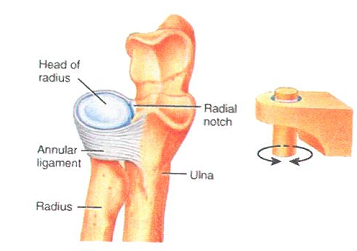 Head of
radius
Radial
notch
Annular
ligament
Ulna
Radius